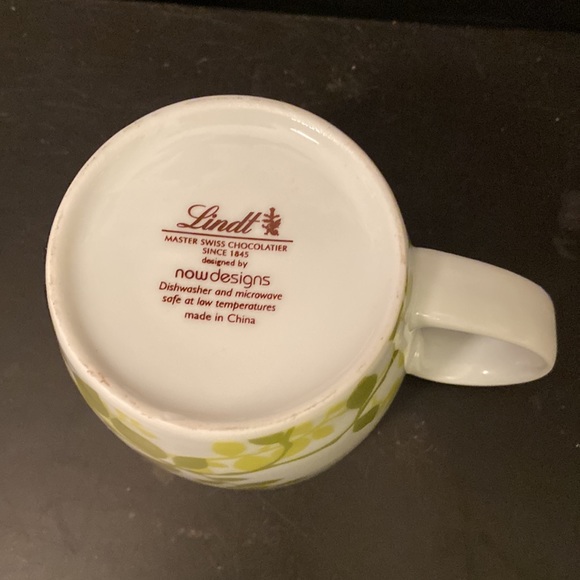 Lindt
MASTER SWISS CHOCOLATIER
SINCE 1845
designed by
nowdesigns
Dishwasher and microwave
safe at low temperatures
made in China